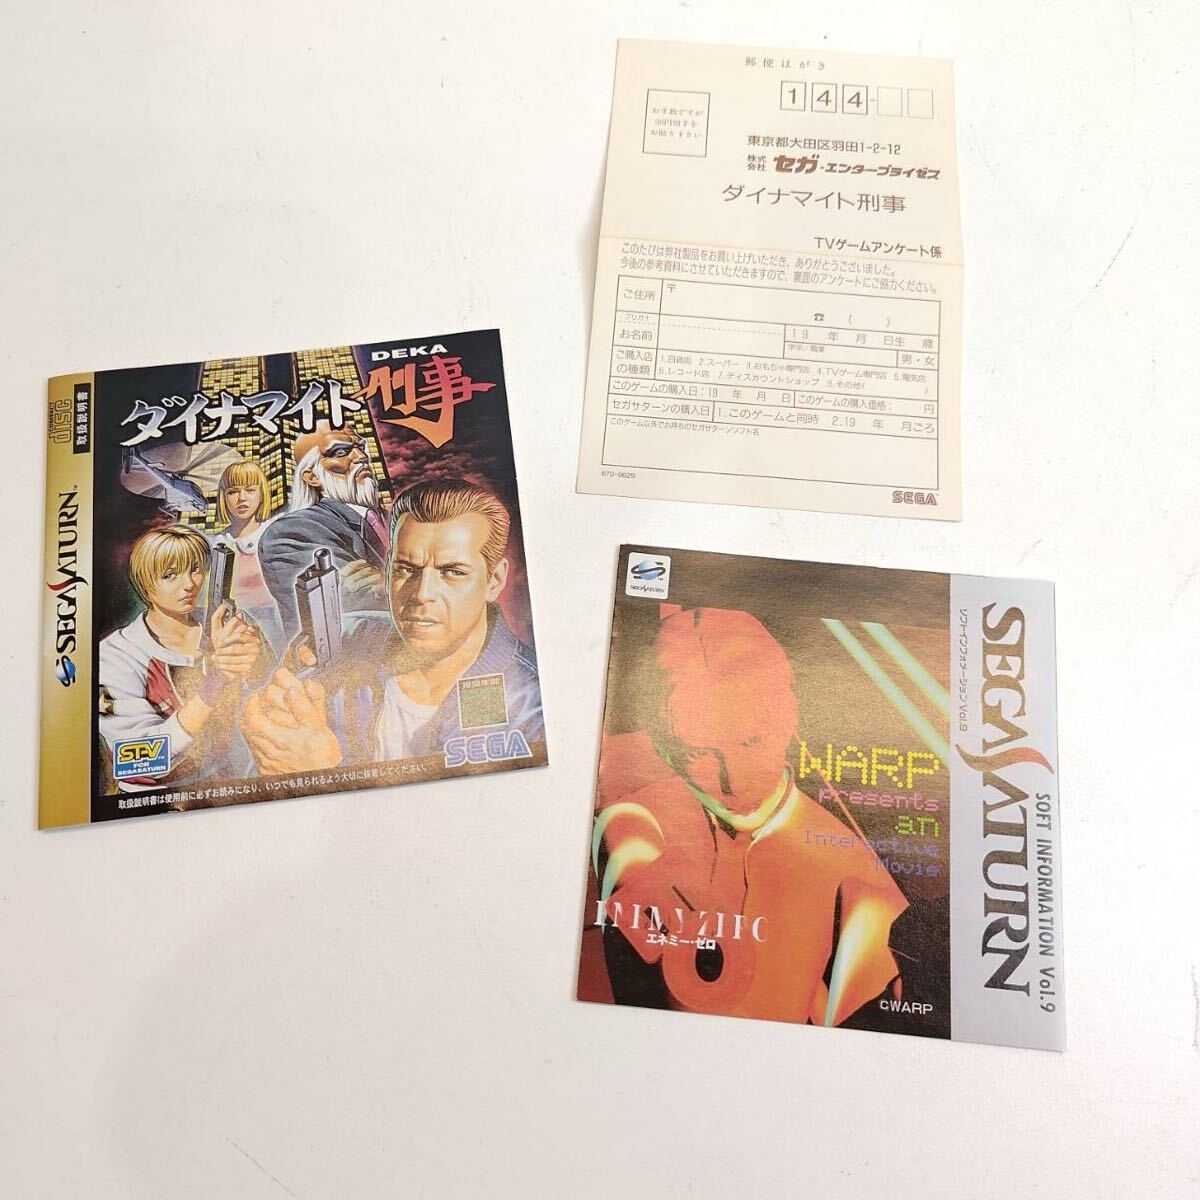 COMPACT
DISC
取扱説明書
SEGA SATURN™
DEKA
ダイナマイト刑事
推奨年齢
ST-V™
FOR
SEGASATURN
SEGA
取扱説明書は使用前に必ずお読みになり、いつでも見られるよう大切に保管してください。
郵便はがき
お手数ですが
50円切手を
お貼り下さい
144-
東京都大田区羽田1-2-12
株式会社 セガ・エンタープライゼス
ダイナマイト刑事
TVゲームアンケート係
このたびは弊社製品をお買い上げいただき、ありがとうございました。
今後の参考資料にさせていただきますので、裏面のアンケートにご協力ください。
ご住所 〒
☎ ( )
フリガナ
お名前
19 年 月 日生 歳
学年/職業
男・女
ご購入店の種類
1.百貨店 2.スーパー 3.おもちゃ専門店 4.TVゲーム専門店 5.電気店
6.レコード店 7.ディスカウントショップ 8.その他( )
このゲームの購入日:19 年 月 日 このゲームの購入価格: 円
セガサターンの購入日 1.このゲームと同時 2.19 年 月ごろ
このゲーム以外でお持ちのセガサターンソフト名
670-9629
SEGA
SEGA SATURN
WARP
presents
an
Interactive
Movie
ENEMY ZERO
エネミー・ゼロ
©WARP
SEGA SATURN
ソフトインフォメーション Vol.9
SOFT INFORMATION Vol.9